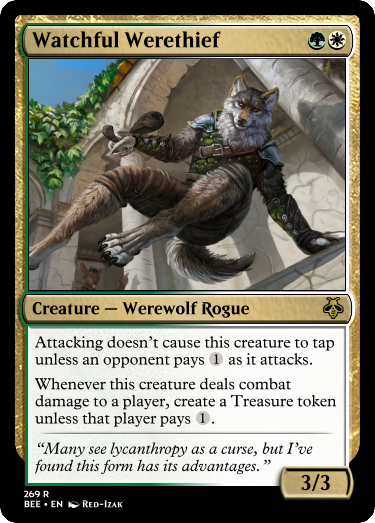 Watchful Werethief
Creature — Werewolf Rogue
Attacking doesn't cause this creature to tap
unless an opponent pays 1 as it attacks.
Whenever this creature deals combat
damage to a player, create a Treasure token
unless that player pays 1.
“Many see lycanthropy as a curse, but I've
found this form has its advantages.”
3/3
269 R
BEE • EN Red-Izak